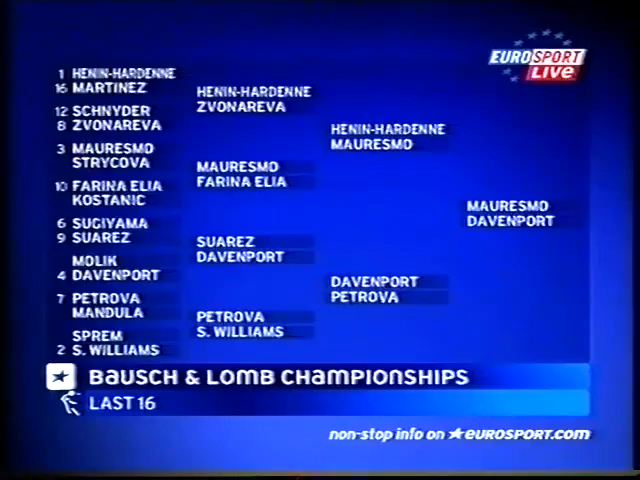 EUROSPORT
LIVE
1 HENIN-HARDENNE
16 MARTINEZ
12 SCHNYDER
8 ZVONAREVA
3 MAURESMO
STRYCOVA
10 FARINA ELIA
KOSTANIC
6 SUGIYAMA
9 SUAREZ
MOLIK
4 DAVENPORT
7 PETROVA
MANDULA
SPREM
2 S. WILLIAMS
HENIN-HARDENNE
ZVONAREVA
MAURESMO
FARINA ELIA
SUAREZ
DAVENPORT
PETROVA
S. WILLIAMS
HENIN-HARDENNE
MAURESMO
DAVENPORT
PETROVA
MAURESMO
DAVENPORT
BAUSCH & LOMB CHAMPIONSHIPS
LAST 16
non-stop info on eurosport.com